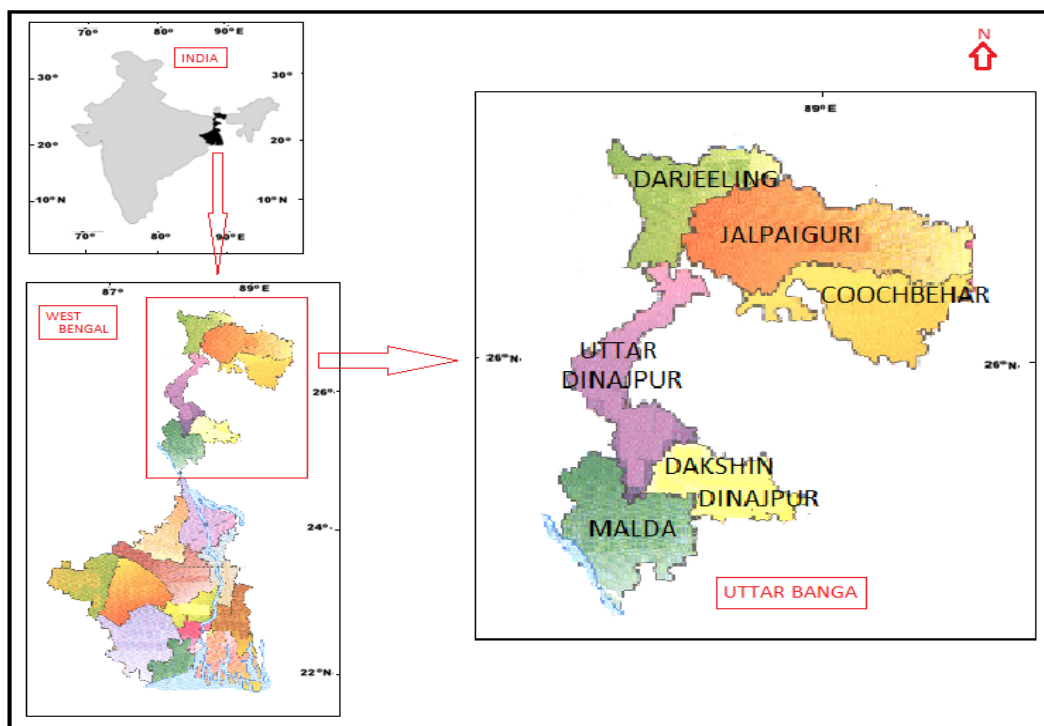 70° 80° 90° E
INDIA
30° 30°
20° 20°
10° N 10° N
70° 80° 90° E
N
87 89 E
WEST
BENGAL
26°
24°
22° N
89° E
DARJEELING
JALPAIGURI
COOCHBEHAR
26° N 26° N
UTTAR
DINAJPUR
DAKSHIN
DINAJPUR
MALDA
UTTAR BANGA